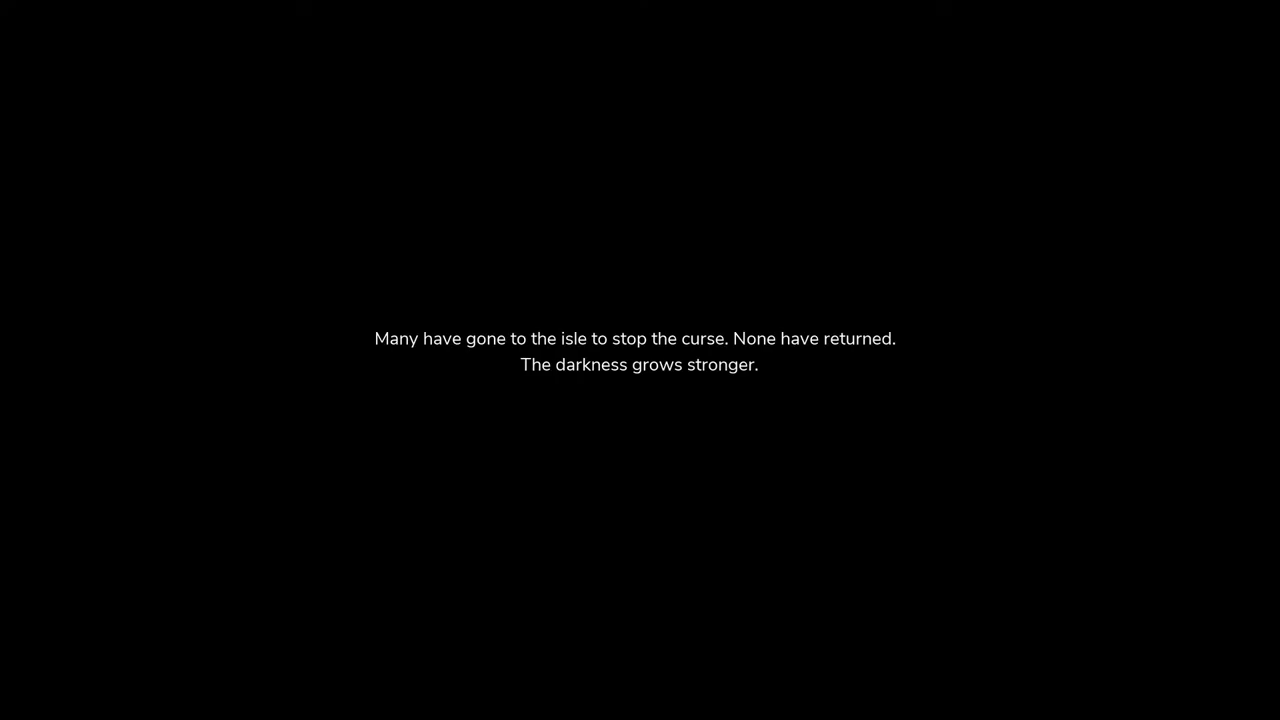 Many have gone to the isle to stop the curse. None have returned.
The darkness grows stronger.